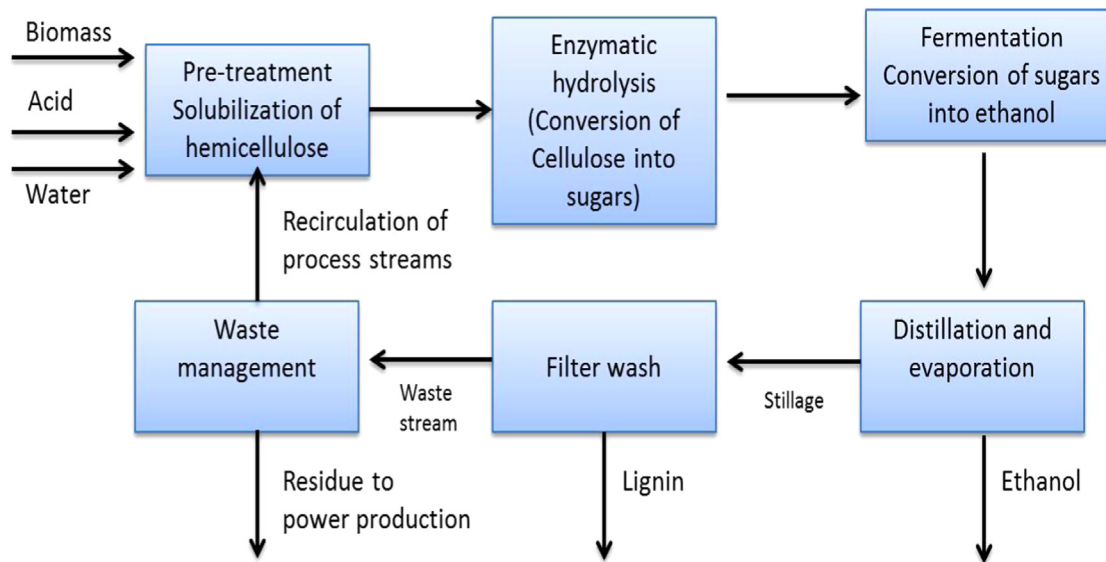 Biomass
Acid
Water
Pre-treatment
Solubilization of
hemicellulose
Enzymatic
hydrolysis
(Conversion of
Cellulose into
sugars)
Fermentation
Conversion of sugars
into ethanol
Recirculation of
process streams
Waste
management
Waste
stream
Filter wash
Stillage
Distillation and
evaporation
Residue to
power production
Lignin
Ethanol